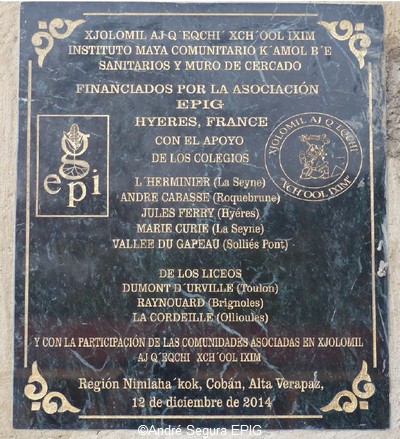 XJOLOMIL AJ Q´EQCHI´ XCH´OOL IXIM
INSTITUTO MAYA COMUNITARIO K´AMOL B´E
SANITARIOS Y MURO DE CERCADO
FINANCIADOS POR LA ASOCIACIÓN
EPIG
HYERES, FRANCE
CON EL APOYO
DE LOS COLEGIOS
g
epi
XJOLOMIL AJ Q´EQCHI
XCH´OOL IXIM
L´HERMINIER (La Seyne)
ANDRE CABASSE (Roquebrune)
JULES FERRY (Hyéres)
MARIE CURIE (La Seyne)
VALLEE DU GAPEAU (Solliés Pont)
DE LOS LICEOS
DUMONT D´URVILLE (Toulon)
RAYNOUARD (Brignoles)
LA CORDEILLE (Ollioules)
Y CON LA PARTICIPACIÓN DE LAS COMUNIDADES ASOCIADAS EN XJOLOMIL
AJ Q´EQCHI XCH´OOL IXIM
Región Nimlaha´kok, Cobán, Alta Verapaz,
12 de diciembre de 2014
©André Segura EPIG